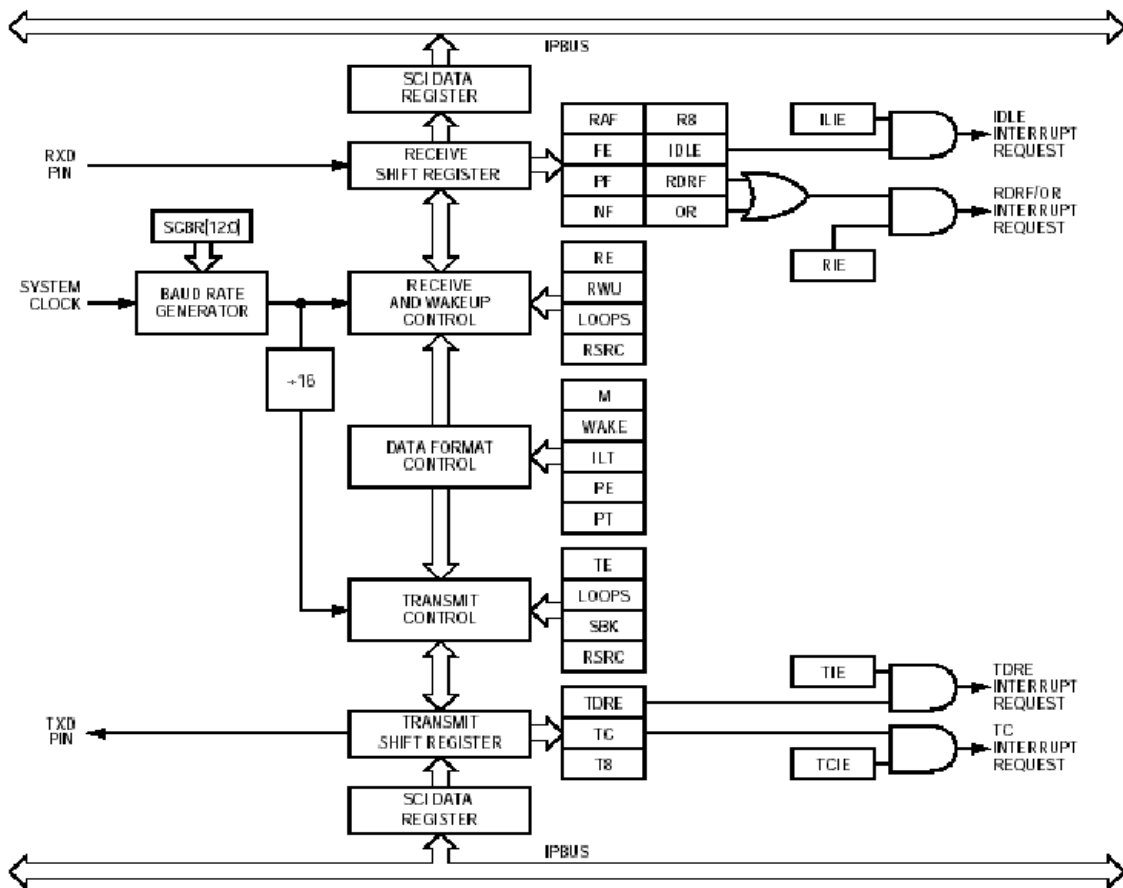 IPBUS
SCI DATA
REGISTER
RAF
R8
ILIE
IDLE
INTERRUPT
REQUEST
RXD
PIN
RECEIVE
SHIFT REGISTER
FE
IDLE
PF
RDRF
NF
OR
RDRF/OR
INTERRUPT
REQUEST
RIE
SCBR[12:0]
SYSTEM
CLOCK
BAUD RATE
GENERATOR
RECEIVE
AND WAKEUP
CONTROL
RE
RWU
LOOPS
RSRC
÷16
DATA FORMAT
CONTROL
M
WAKE
ILT
PE
PT
TRANSMIT
CONTROL
TE
LOOPS
SBK
RSRC
TIE
TDRE
INTERRUPT
REQUEST
TXD
PIN
TRANSMIT
SHIFT REGISTER
TDRE
TC
T8
TCIE
TC
INTERRUPT
REQUEST
SCI DATA
REGISTER
IPBUS